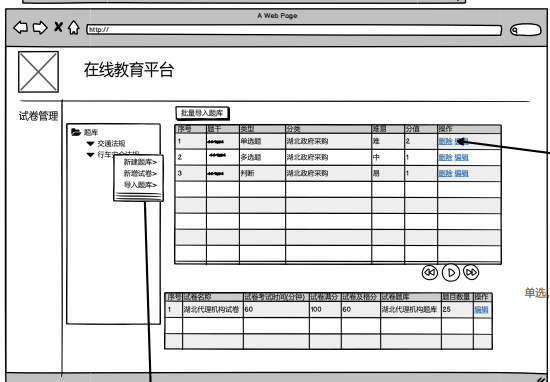 A Web Page
http://
在线教育平台
试卷管理
批量导入题库
题库
交通法规
行车安全法规
新建题库>
新增试卷>
导入题库>
序号 题干 类型 分类 难易 分值 操作
1 单选题 湖北政府采购 难 2 删除 编辑
2 多选题 湖北政府采购 中 1 删除 编辑
3 判断 湖北政府采购 易 1 删除 编辑
单选,
序号 试卷名称 试卷考试时间(分钟) 试卷满分 试卷及格分 试卷题库 题目数量 操作
1 湖北代理机构试卷 60 100 60 湖北代理机构题库 25 编辑